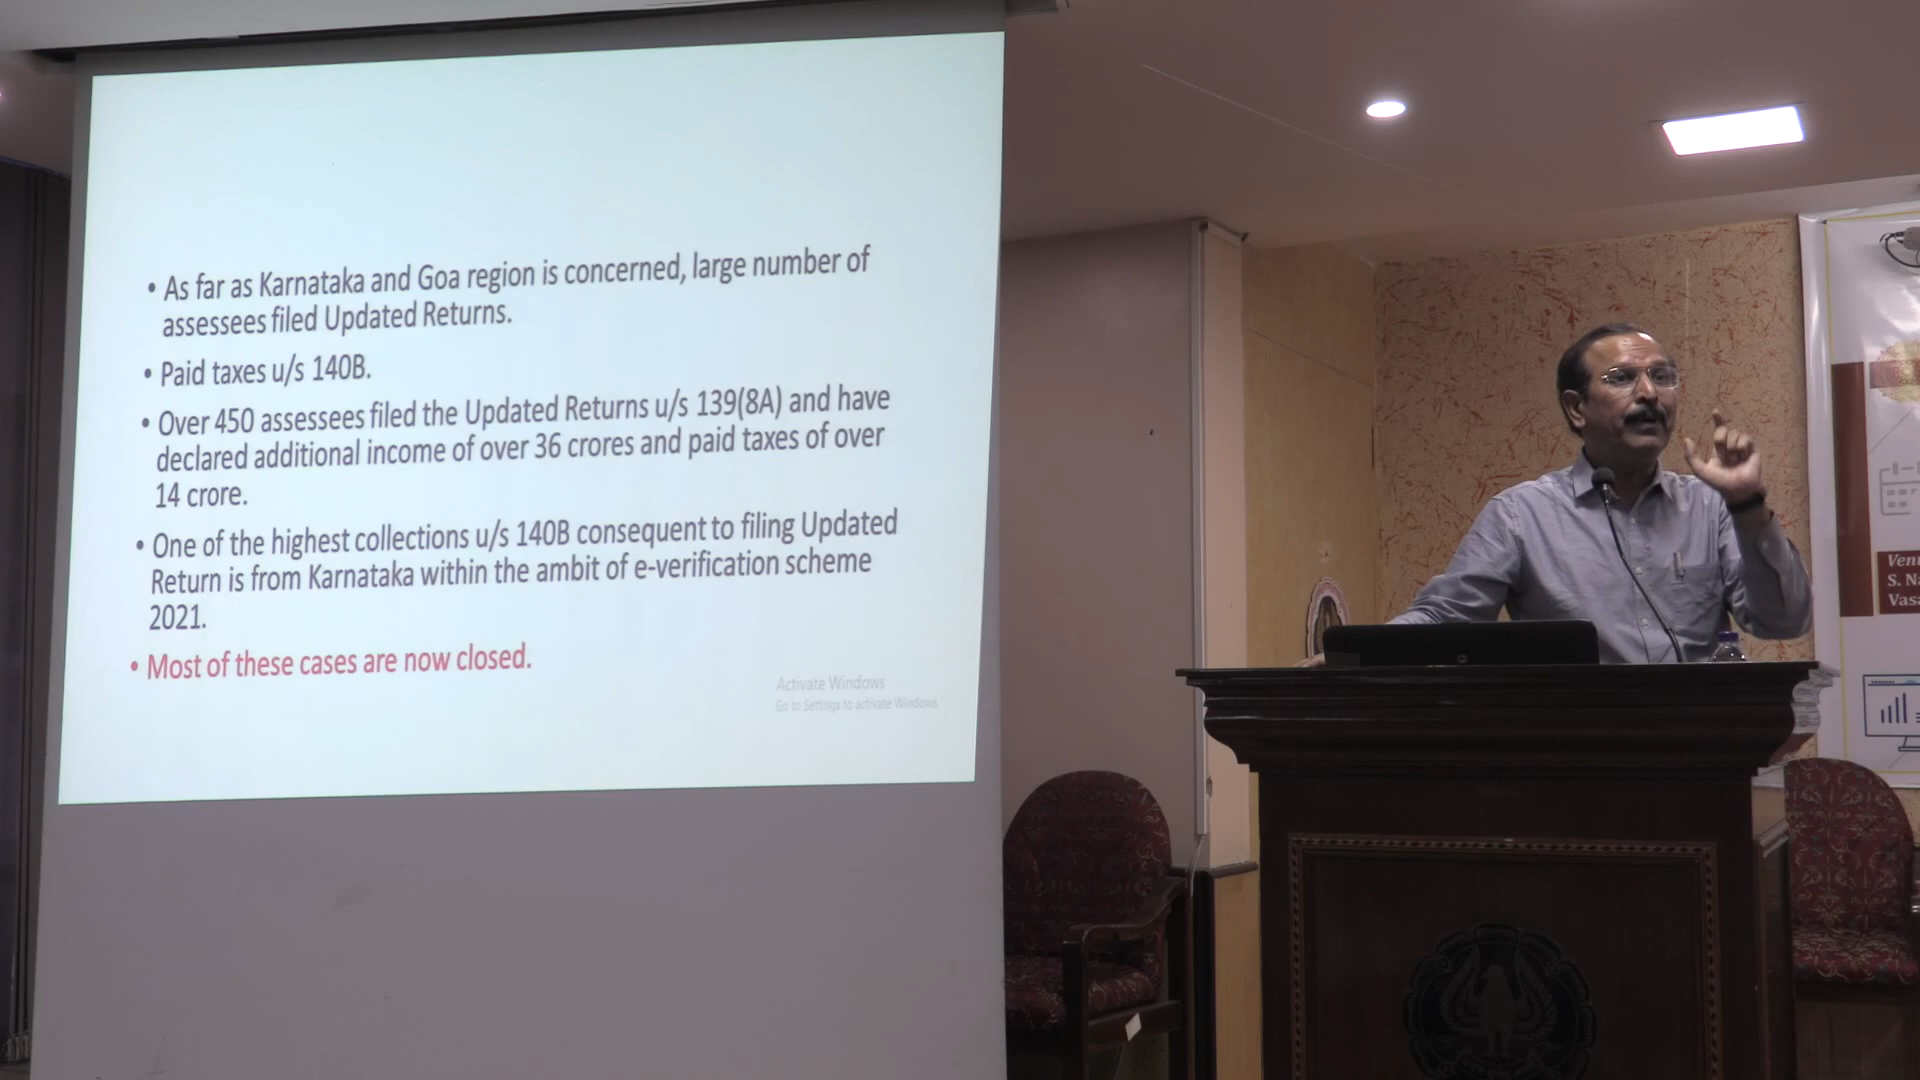 • As far as Karnataka and Goa region is concerned, large number of
assessees filed Updated Returns.
• Paid taxes u/s 140B.
• Over 450 assessees filed the Updated Returns u/s 139(8A) and have
declared additional income of over 36 crores and paid taxes of over
14 crore.
• One of the highest collections u/s 140B consequent to filing Updated
Return is from Karnataka within the ambit of e-verification scheme
2021.
• Most of these cases are now closed.
Activate Windows
Go to Settings to activate Windows.
S.